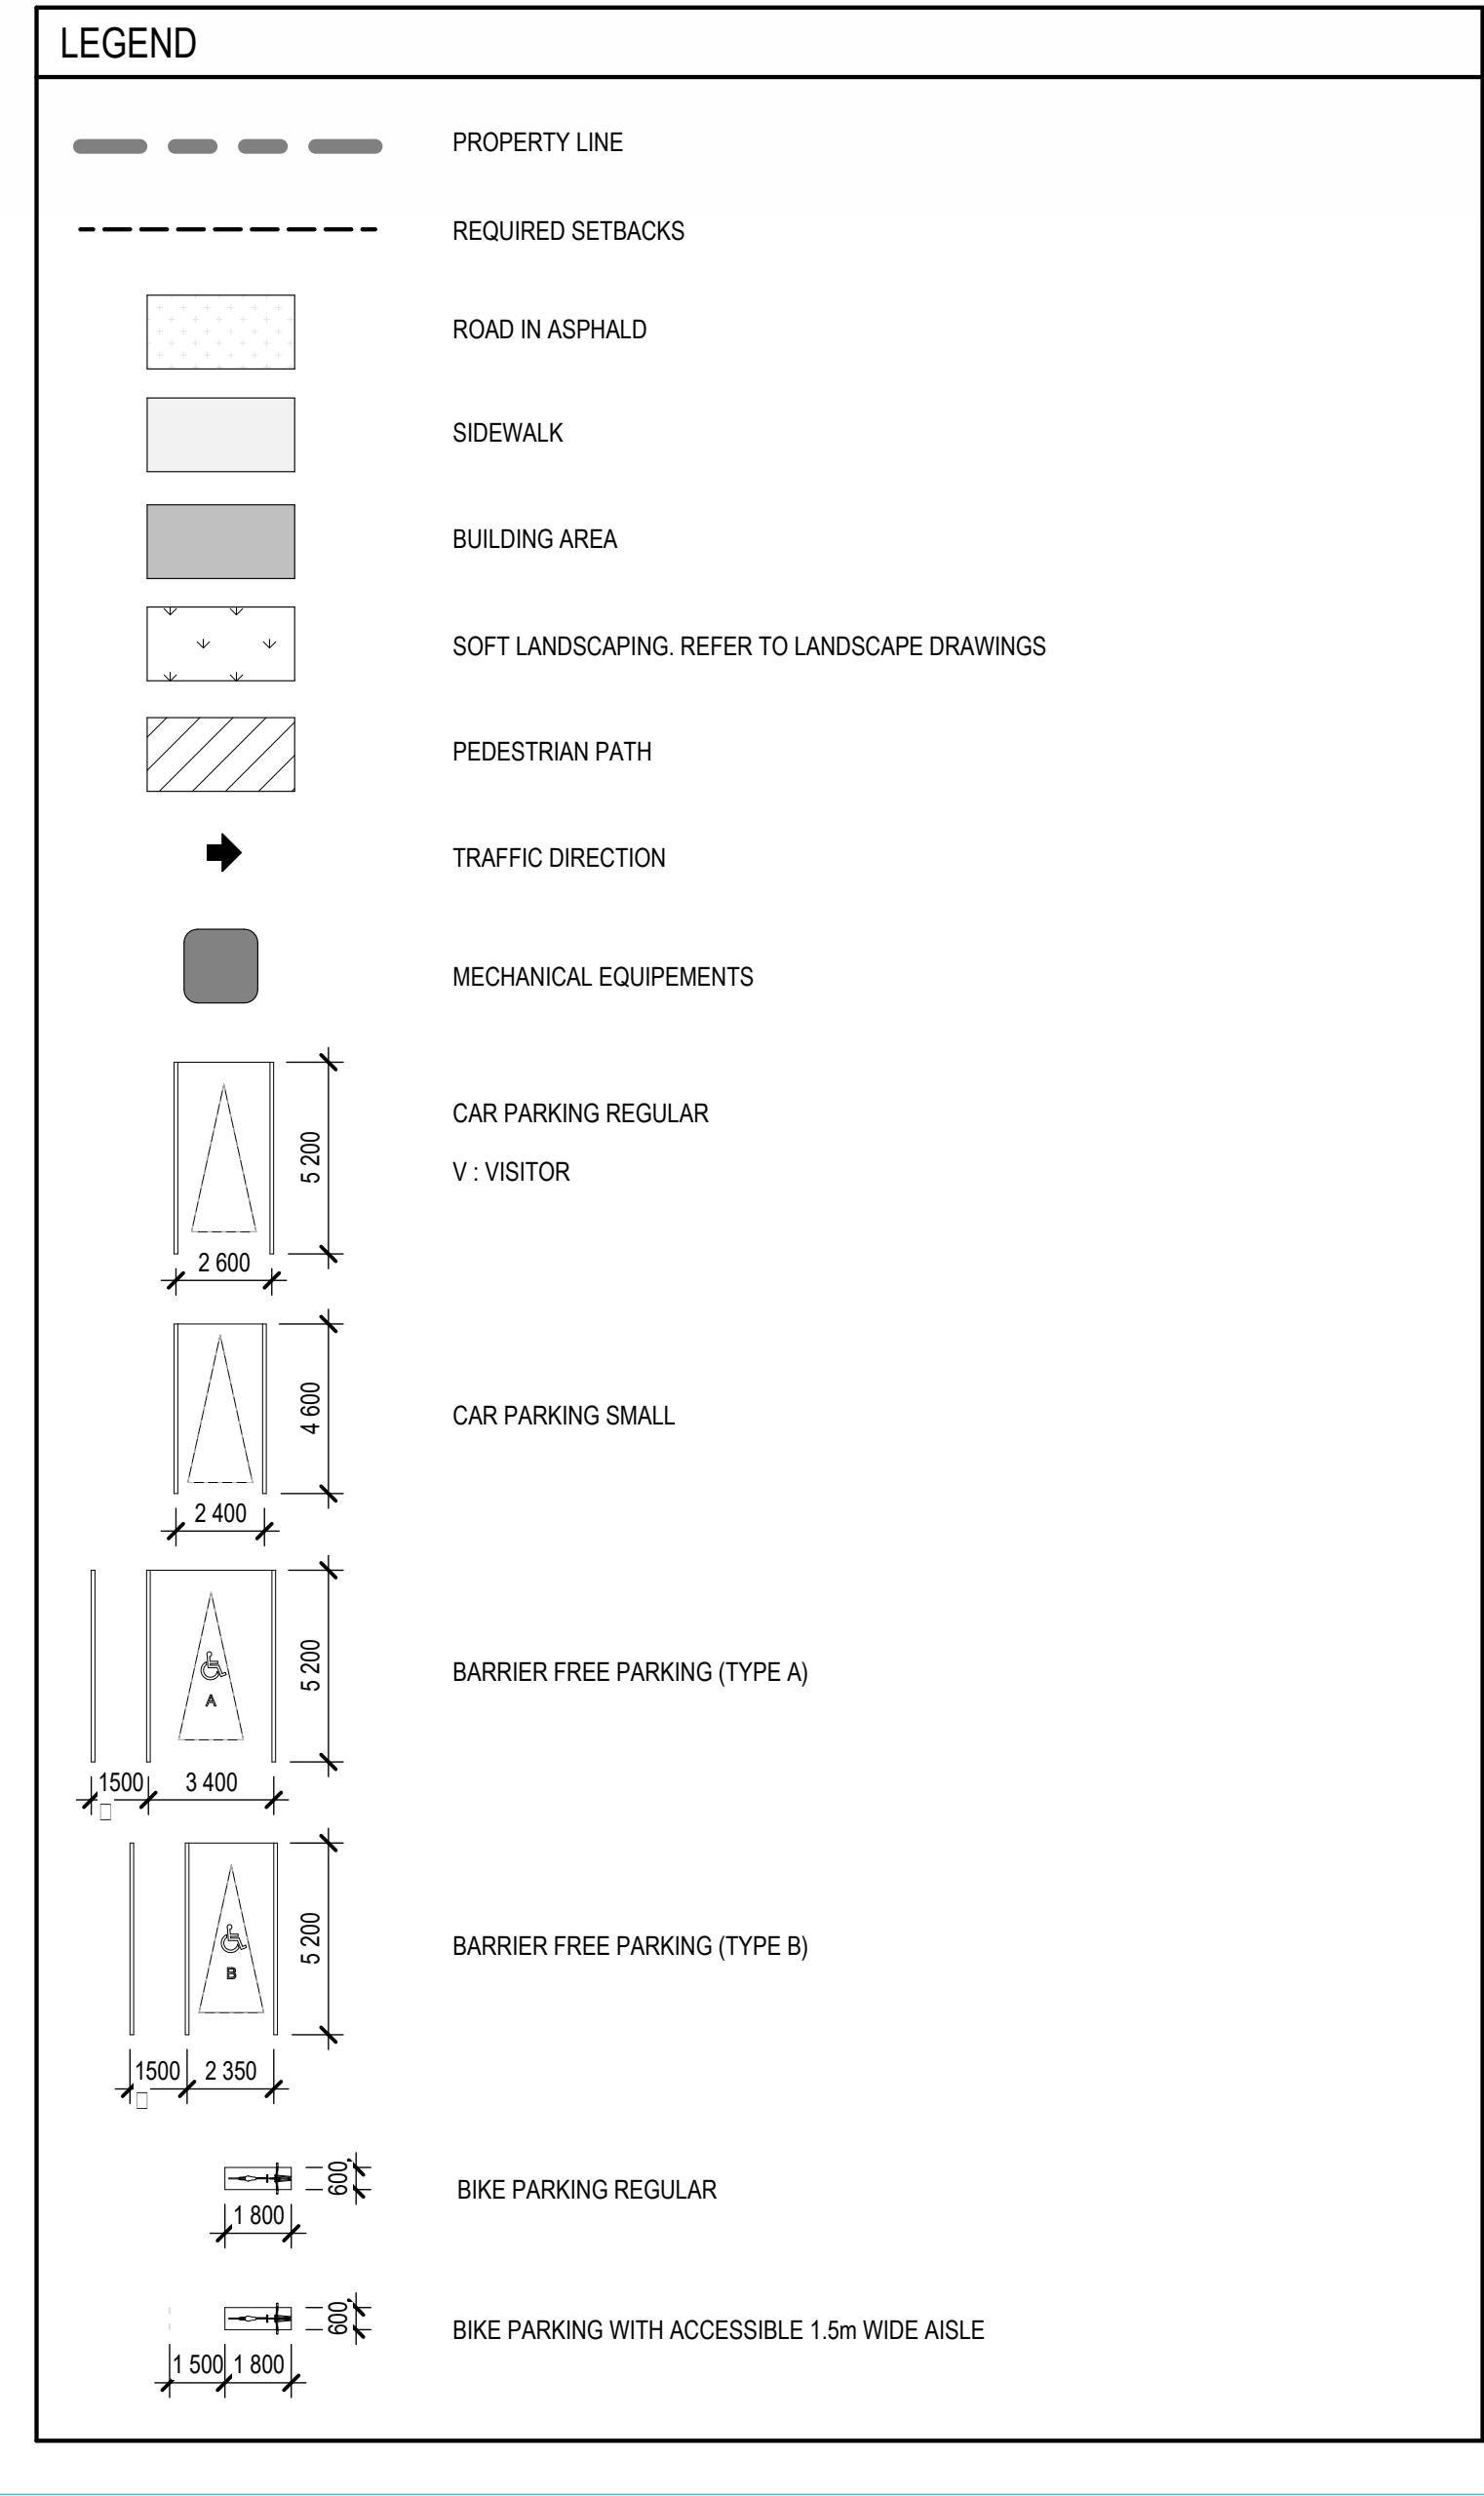 LEGEND
PROPERTY LINE
REQUIRED SETBACKS
ROAD IN ASPHALD
SIDEWALK
BUILDING AREA
SOFT LANDSCAPING. REFER TO LANDSCAPE DRAWINGS
PEDESTRIAN PATH
TRAFFIC DIRECTION
MECHANICAL EQUIPEMENTS
CAR PARKING REGULAR
5 200
V : VISITOR
2 600
4 600
CAR PARKING SMALL
2 400
5 200
BARRIER FREE PARKING (TYPE A)
A
1500 3 400
5 200
BARRIER FREE PARKING (TYPE B)
B
1500 2 350
600
BIKE PARKING REGULAR
1 800
600
BIKE PARKING WITH ACCESSIBLE 1.5m WIDE AISLE
1 500 1 800